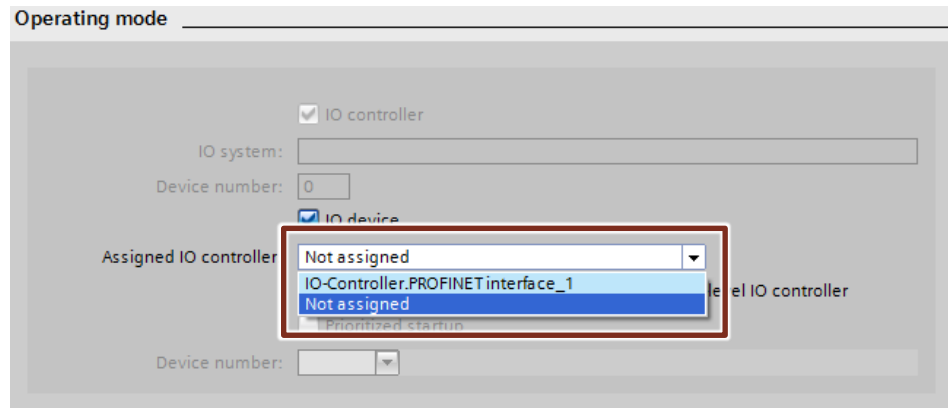 Operating mode
IO controller
IO system:
Device number: 0
IO device
Assigned IO controller Not assigned
IO-Controller.PROFINET interface_1
level IO controller
Not assigned
Prioritized startup
Device number: